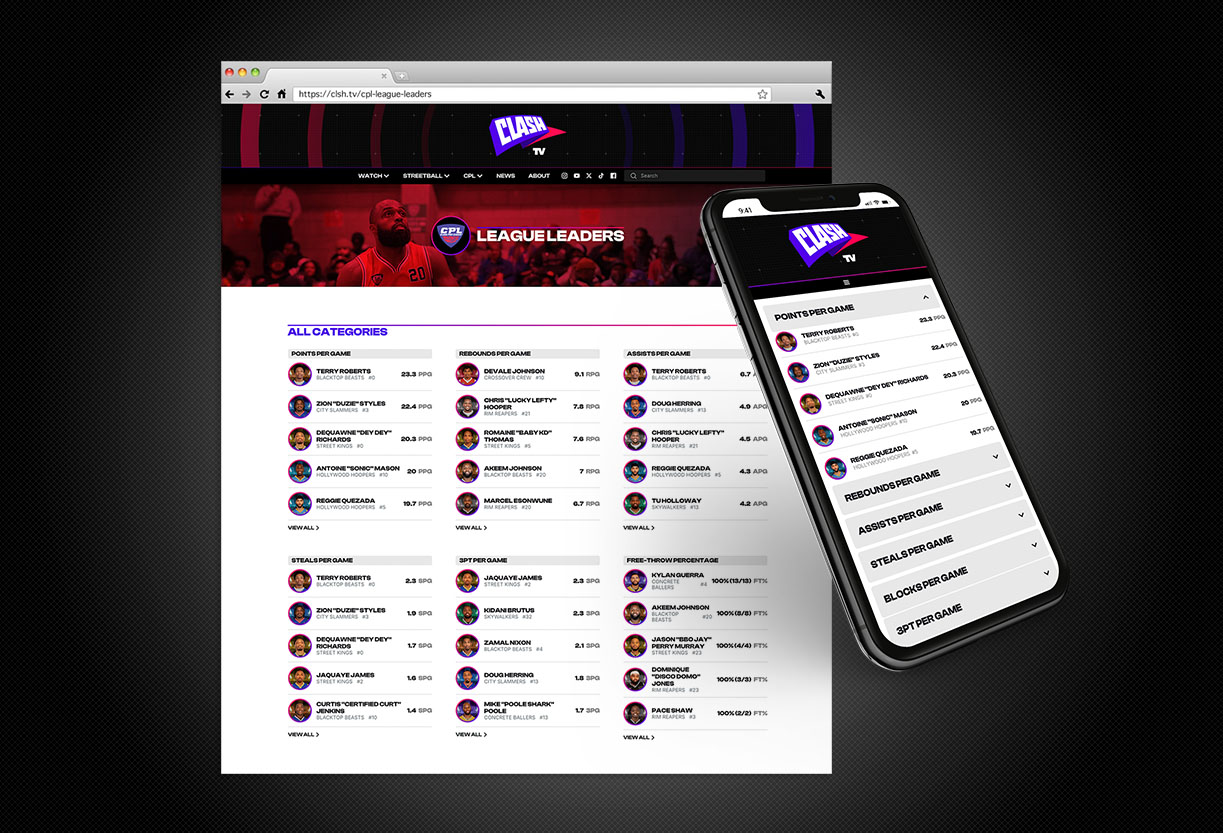 https://clsh.tv/cpl-league-leaders
CLASH
TV
WATCH STREETBALL CPL NEWS ABOUT Search
CPL LEAGUE LEADERS
20
ALL CATEGORIES
POINTS PER GAME
TERRY ROBERTS 23.3 PPG
BLACKTOP BEASTS #0
ZION "DUZIE" STYLES 22.4 PPG
CITY SLAMMERS #3
DEQUAWNE "DEY DEY"
RICHARDS 20.3 PPG
STREET KINGS #0
ANTOINE "SONIC" MASON 20 PPG
HOLLYWOOD HOOPERS #10
REGGIE QUEZADA 19.7 PPG
HOLLYWOOD HOOPERS #5
VIEW ALL
REBOUNDS PER GAME
DEVALE JOHNSON 9.1 RPG
CROSSOVER CREW #10
CHRIS "LUCKY LEFTY"
HOOPER 7.8 RPG
RIM REAPERS #21
ROMAINE "BABY KD"
THOMAS 7.6 RPG
STREET KINGS #5
AKEEM JOHNSON 7 RPG
BLACKTOP BEASTS #20
MARCEL ESONWUNE 6.7 RPG
RIM REAPERS #20
VIEW ALL
ASSISTS PER GAME
TERRY ROBERTS 6.7
BLACKTOP BEASTS #0
DOUG HERRING 4.9 APG
CITY SLAMMERS #13
CHRIS "LUCKY LEFTY"
HOOPER 4.5 APG
RIM REAPERS #21
REGGIE QUEZADA 4.3 APG
HOLLYWOOD HOOPERS #5
TU HOLLOWAY 4.2 APG
SKYWALKERS #13
VIEW ALL
STEALS PER GAME
TERRY ROBERTS 2.3 SPG
BLACKTOP BEASTS #0
ZION "DUZIE" STYLES 1.9 SPG
CITY SLAMMERS #3
DEQUAWNE "DEY DEY"
RICHARDS 1.7 SPG
STREET KINGS #0
JAQUAYE JAMES 1.6 SPG
STREET KINGS #2
CURTIS "CERTIFIED CURT"
JENKINS 1.4 SPG
BLACKTOP BEASTS #10
VIEW ALL
3PT PER GAME
JAQUAYE JAMES 2.3 3PG
STREET KINGS #2
KIDANI BRUTUS 2.3 3PG
SKYWALKERS #32
ZAMAL NIXON 2.1 3PG
BLACKTOP BEASTS #4
DOUG HERRING 1.8 3PG
CITY SLAMMERS #13
MIKE "POOLE SHARK"
POOLE 1.7 3PG
CONCRETE BALLERS #13
VIEW ALL
FREE-THROW PERCENTAGE
KYLAN GUERRA 100% (13/13) FT%
CONCRETE
BALLERS #4
AKEEM JOHNSON 100% (8/8) FT%
BLACKTOP
BEASTS #20
JASON "BBQ JAY"
PERRY MURRAY 100% (4/4) FT%
STREET KINGS #23
DOMINIQUE
"DISCO DOMO"
JONES 100% (3/3) FT%
RIM REAPERS #23
PACE SHAW 100% (2/2) FT%
RIM REAPERS #3
VIEW ALL
9:41
CLASH
TV
POINTS PER GAME
TERRY ROBERTS 23.3 PPG
BLACKTOP BEASTS #0
ZION "DUZIE" STYLES 22.4 PPG
CITY SLAMMERS #3
DEQUAWNE "DEY DEY" RICHARDS 20.3 PPG
STREET KINGS #0
ANTOINE "SONIC" MASON 20 PPG
HOLLYWOOD HOOPERS #10
REGGIE QUEZADA 19.7 PPG
HOLLYWOOD HOOPERS #5
REBOUNDS PER GAME
ASSISTS PER GAME
STEALS PER GAME
BLOCKS PER GAME
3PT PER GAME